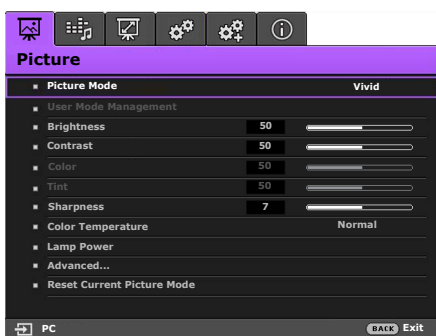 Picture
Picture Mode Vivid
User Mode Management
Brightness 50
Contrast 50
Color 50
Tint 50
Sharpness 7
Color Temperature Normal
Lamp Power
Advanced...
Reset Current Picture Mode
PC BACK Exit